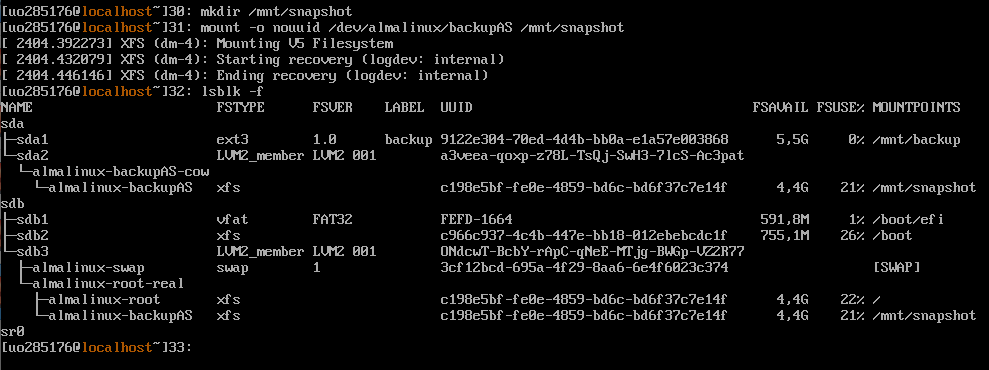 [uo285176@localhost~]30: mkdir /mnt/snapshot
[uo285176@localhost~]31: mount -o nouuid /dev/almalinux/backupAS /mnt/snapshot
[ 2404.392273] XFS (dm-4): Mounting V5 Filesystem
[ 2404.432079] XFS (dm-4): Starting recovery (logdev: internal)
[ 2404.446146] XFS (dm-4): Ending recovery (logdev: internal)
[uo285176@localhost~]32: lsblk -f
NAME FSTYPE FSVER LABEL UUID FSAVAIL FSUSE% MOUNTPOINTS
sda
├─sda1 ext3 1.0 backup 9122e304-70ed-4d4b-bb0a-e1a57e003868 5,5G 0% /mnt/backup
└─sda2 LVM2_member LVM2 001 a3veea-qoxp-z78L-TsQj-SwH3-7lcS-Ac3pat
  └─almalinux-backupAS-cow
    └─almalinux-backupAS xfs c198e5bf-fe0e-4859-bd6c-bd6f37c7e14f 4,4G 21% /mnt/snapshot
sdb
├─sdb1 vfat FAT32 FEFD-1664 591,8M 1% /boot/efi
├─sdb2 xfs c966c937-4c4b-447e-bb18-012ebebcdc1f 755,1M 26% /boot
└─sdb3 LVM2_member LVM2 001 ONdcwT-BcbY-rApC-qNeE-MTjg-BWGp-VZ2R77
  ├─almalinux-swap swap 1 3cf12bcd-695a-4f29-8aa6-6e4f6023c374 [SWAP]
  └─almalinux-root-real
    ├─almalinux-root xfs c198e5bf-fe0e-4859-bd6c-bd6f37c7e14f 4,4G 22% /
    └─almalinux-backupAS xfs c198e5bf-fe0e-4859-bd6c-bd6f37c7e14f 4,4G 21% /mnt/snapshot
sr0
[uo285176@localhost~]33: